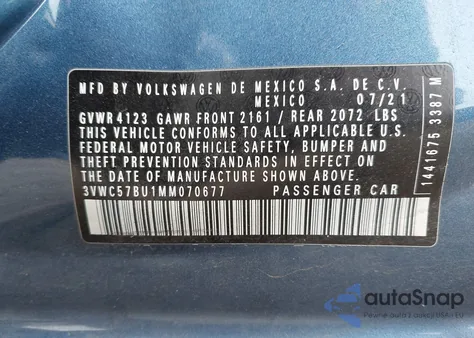 MFD BY VOLKSWAGEN DE MEXICO S.A. DE C.V.
MEXICO 07/21
GVWR4123 GAWR FRONT 2161 / REAR 2072 LBS
THIS VEHICLE CONFORMS TO ALL APPLICABLE U.S.
FEDERAL MOTOR VEHICLE SAFETY, BUMPER, AND
THEFT PREVENTION STANDARDS IN EFFECT ON THE
DATE OF MANUFACTURE SHOWN ABOVE.
3VWC57BU1MM070677 PASSENGER CAR
1441675 3387 M
autoSnap